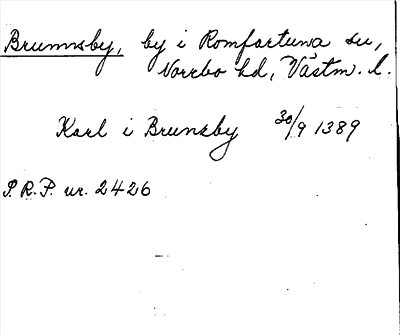 Brunnsby, by i Romfartuna sn,
Norrbo hd, Västm. l.
Karl i Brunsby 30/9 1389
S.R.P. nr. 2426